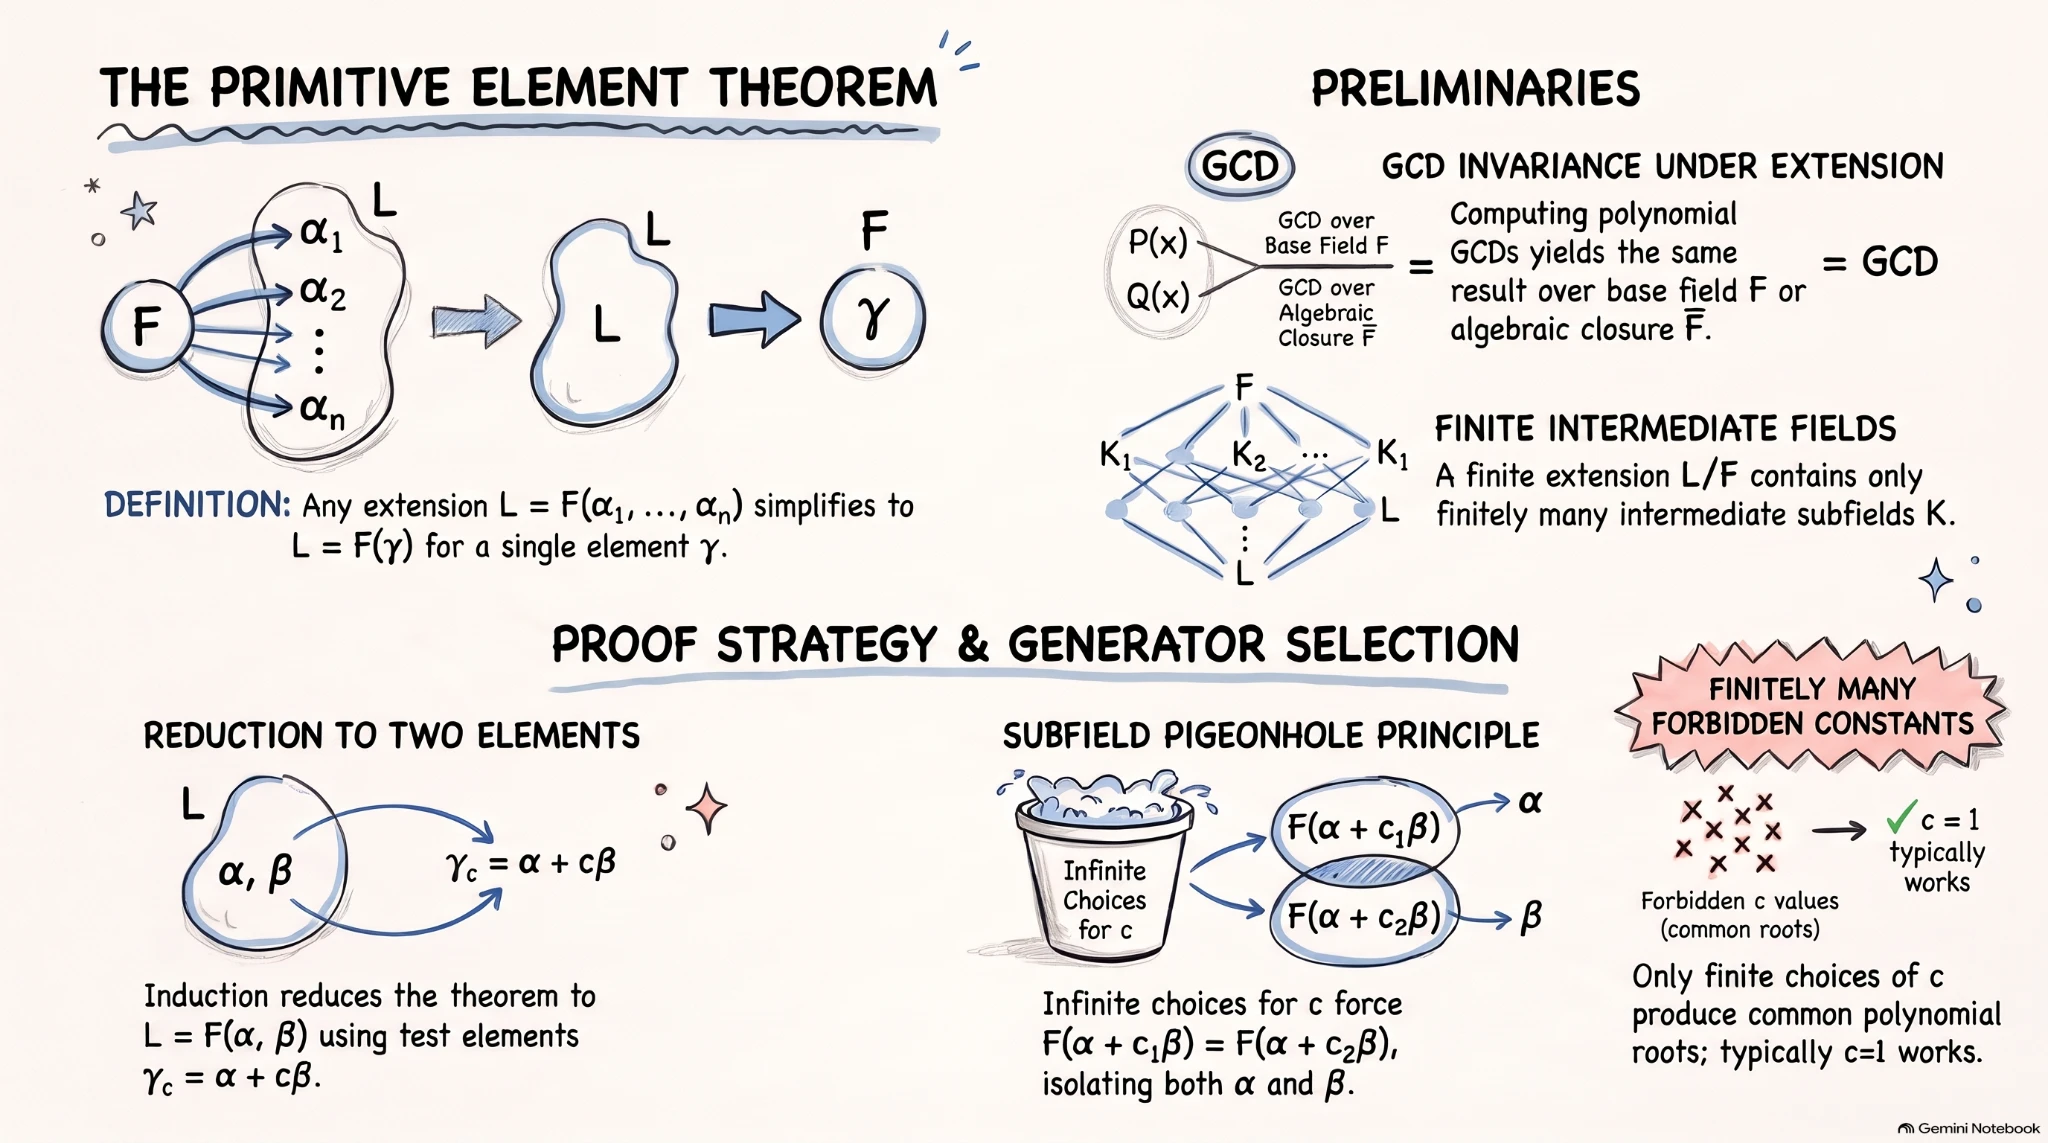 THE PRIMITIVE ELEMENT THEOREM
F
L
α₁
α₂
⋮
αₙ
L
L
F
γ
DEFINITION: Any extension L = F(α₁, ..., αₙ) simplifies to
L = F(γ) for a single element γ.
PRELIMINARIES
GCD
GCD INVARIANCE UNDER EXTENSION
P(x)
Q(x)
GCD over
Base Field F
GCD over
Algebraic
Closure F̅
=
Computing polynomial
GCDs yields the same
result over base field F or
algebraic closure F̿.
= GCD
F
K₁ K₂ ... K₁
L
⋮
L
FINITE INTERMEDIATE FIELDS
A finite extension L/F contains only
finitely many intermediate subfields K.
PROOF STRATEGY & GENERATOR SELECTION
REDUCTION TO TWO ELEMENTS
L
α, β
γ꜀ = α + cβ
Induction reduces the theorem to
L = F(α, β) using test elements
γ꜀ = α + cβ.
SUBFIELD PIGEONHOLE PRINCIPLE
Infinite
Choices
for c
F(α + c₁β)
F(α + c₂β)
α
β
Infinite choices for c force
F(α + c₁β) = F(α + c₂β),
isolating both α and β.
FINITELY MANY
FORBIDDEN CONSTANTS
Forbidden c values
(common roots)
✓ c = 1
typically
works
Only finite choices of c
produce common polynomial
roots; typically c=1 works.
Gemini Notebook